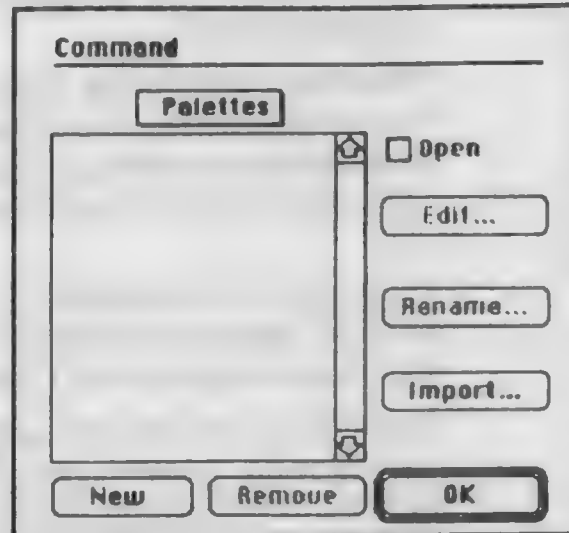 Command
Palettes
Open
Edit...
Rename...
Import...
New
Remove
OK